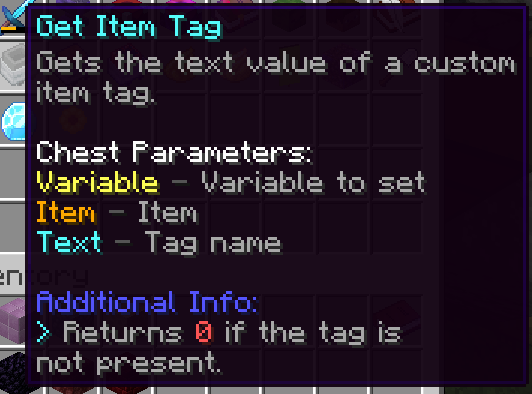 Get Item Tag
Gets the text value of a custom
item tag.
Chest Parameters:
Variable - Variable to set
Item - Item
Text - Tag name
Additional Info:
> Returns 0 if the tag is
not present.